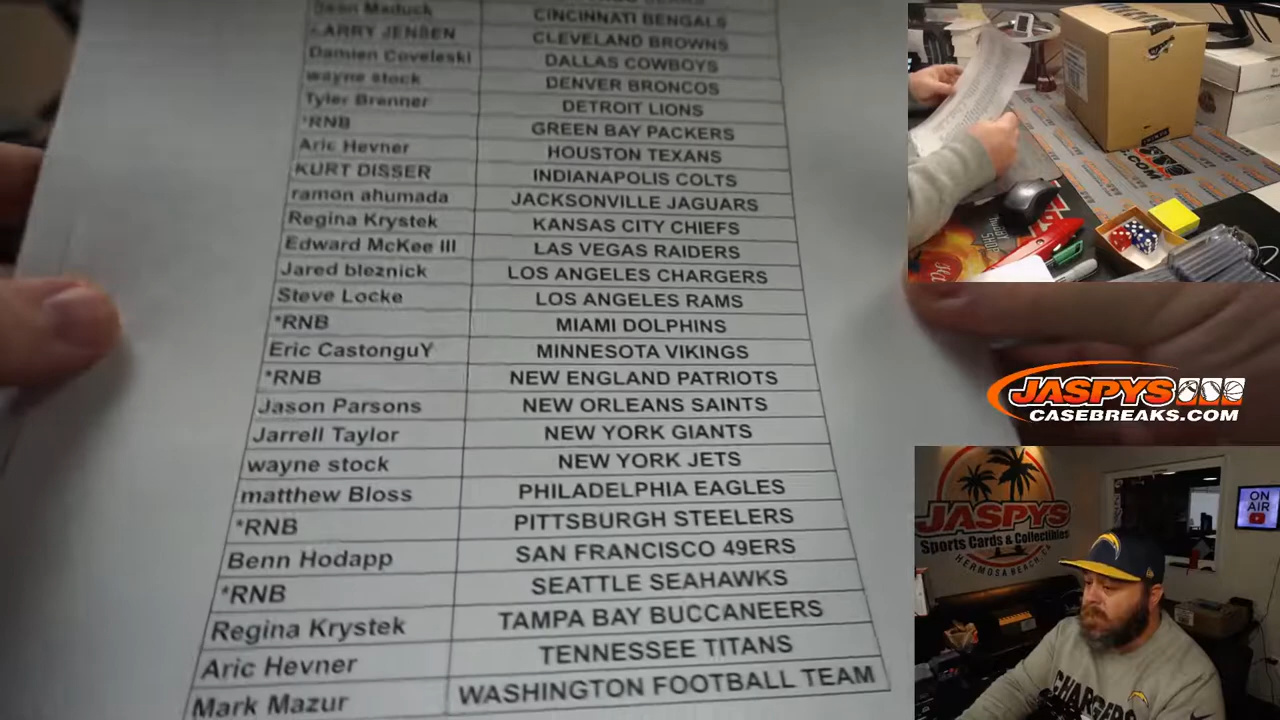 Sean Maduck CINCINNATI BENGALS
LARRY JENSEN CLEVELAND BROWNS
Damien Coveleski DALLAS COWBOYS
wayne stock DENVER BRONCOS
Tyler Brenner DETROIT LIONS
*RNB GREEN BAY PACKERS
Aric Hevner HOUSTON TEXANS
KURT DISSER INDIANAPOLIS COLTS
ramon ahumada JACKSONVILLE JAGUARS
Regina Krystek KANSAS CITY CHIEFS
Edward McKee III LAS VEGAS RAIDERS
Jared bleznick LOS ANGELES CHARGERS
Steve Locke LOS ANGELES RAMS
*RNB MIAMI DOLPHINS
Eric CastonguY MINNESOTA VIKINGS
*RNB NEW ENGLAND PATRIOTS
Jason Parsons NEW ORLEANS SAINTS
Jarrell Taylor NEW YORK GIANTS
wayne stock NEW YORK JETS
matthew Bloss PHILADELPHIA EAGLES
*RNB PITTSBURGH STEELERS
Benn Hodapp SAN FRANCISCO 49ERS
*RNB SEATTLE SEAHAWKS
Regina Krystek TAMPA BAY BUCCANEERS
Aric Hevner TENNESSEE TITANS
Mark Mazur WASHINGTON FOOTBALL TEAM
.COM
JASPYS
CASEBREAKS.COM
JASPYS
Sports Cards & Collectibles
HERMOSA BEACH, CA
ON
AIR
CHARGERS